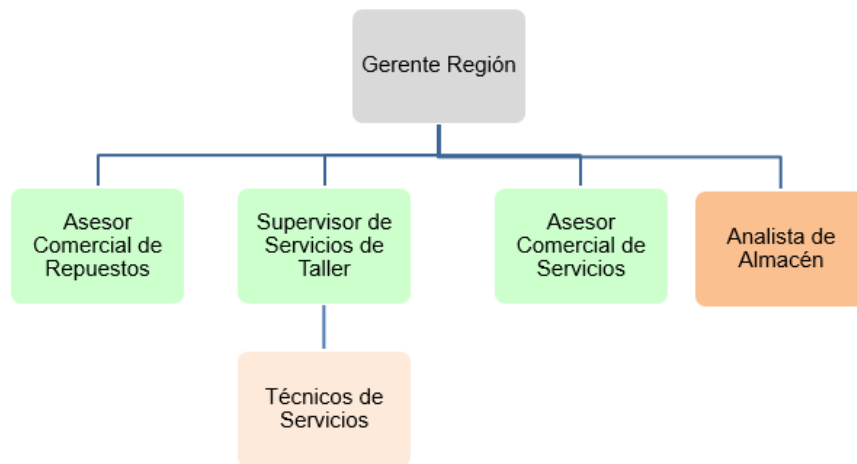 Gerente Región
Asesor
Comercial de
Repuestos
Supervisor de
Servicios de
Taller
Asesor
Comercial de
Servicios
Analista de
Almacén
Técnicos de
Servicios